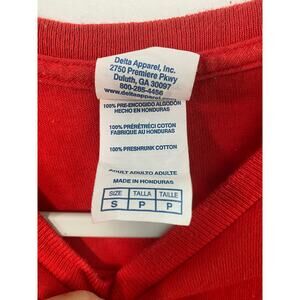 Delta Apparel, Inc.
2750 Premiere Pkwy
Duluth, GA 30097
800-285-4456
www.deltaapparel.com
100% PRE-ENCOGIDO ALGODÓN
HECHO EN HONDURAS
100% PRÉRÉTRÉCI COTON
FABRIQUE AU HONDURAS
100% PRESHRUNK COTTON
ADULT ADULTO ADULTE
MADE IN HONDURAS
SIZE TALLA TAILLE
S P P